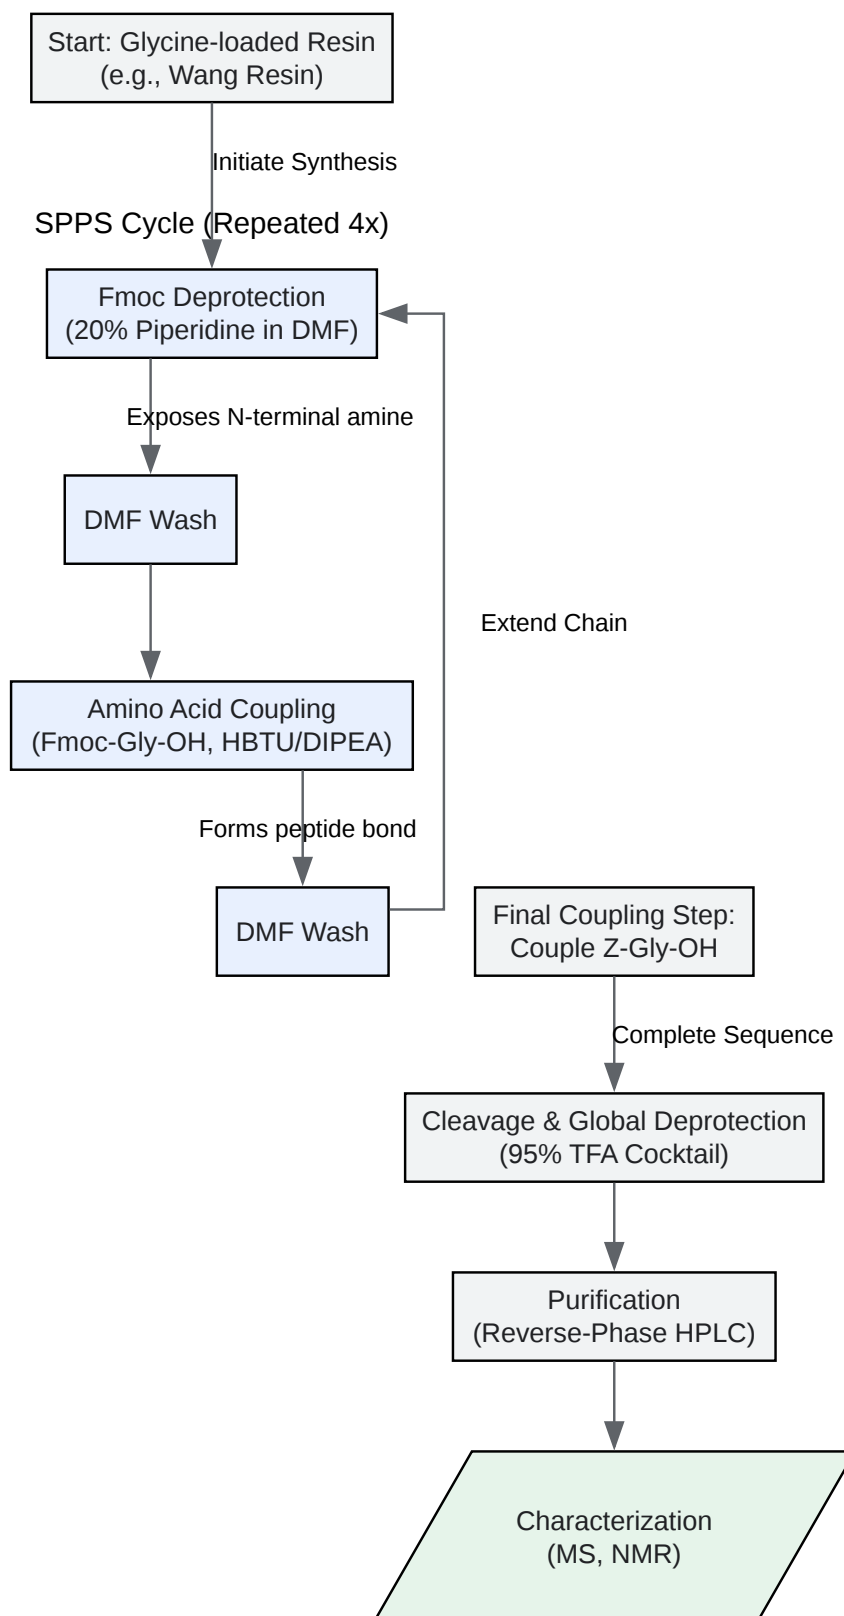 Start: Glycine-loaded Resin
(e.g., Wang Resin)
Initiate Synthesis
SPPS Cycle (Repeated 4x)
Fmoc Deprotection
(20% Piperidine in DMF)
Exposes N-terminal amine
DMF Wash
Extend Chain
Amino Acid Coupling
(Fmoc-Gly-OH, HBTU/DIPEA)
Forms peptide bond
DMF Wash
Final Coupling Step:
Couple Z-Gly-OH
Complete Sequence
Cleavage & Global Deprotection
(95% TFA Cocktail)
Purification
(Reverse-Phase HPLC)
Characterization
(MS, NMR)